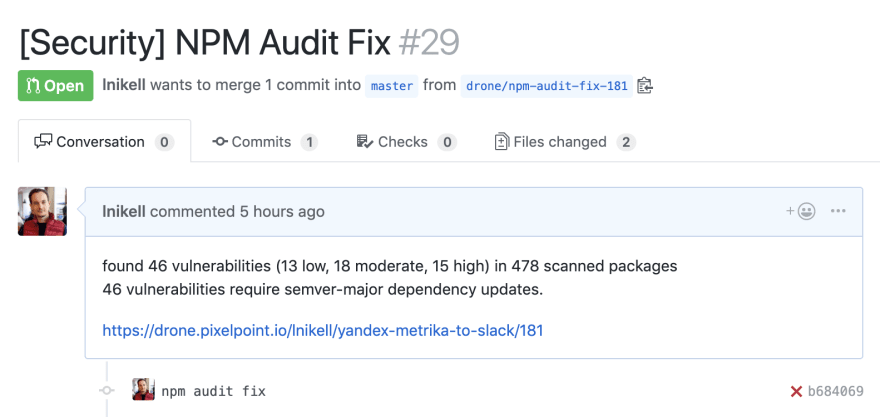 [Security] NPM Audit Fix #29
Open lnikell wants to merge 1 commit into master from drone/npm-audit-fix-181
Conversation 0 Commits 1 Checks 0 Files changed 2
lnikell commented 5 hours ago
found 46 vulnerabilities (13 low, 18 moderate, 15 high) in 478 scanned packages
46 vulnerabilities require semver-major dependency updates.
https://drone.pixelpoint.io/lnikell/yandex-metrika-to-slack/181
npm audit fix b684069